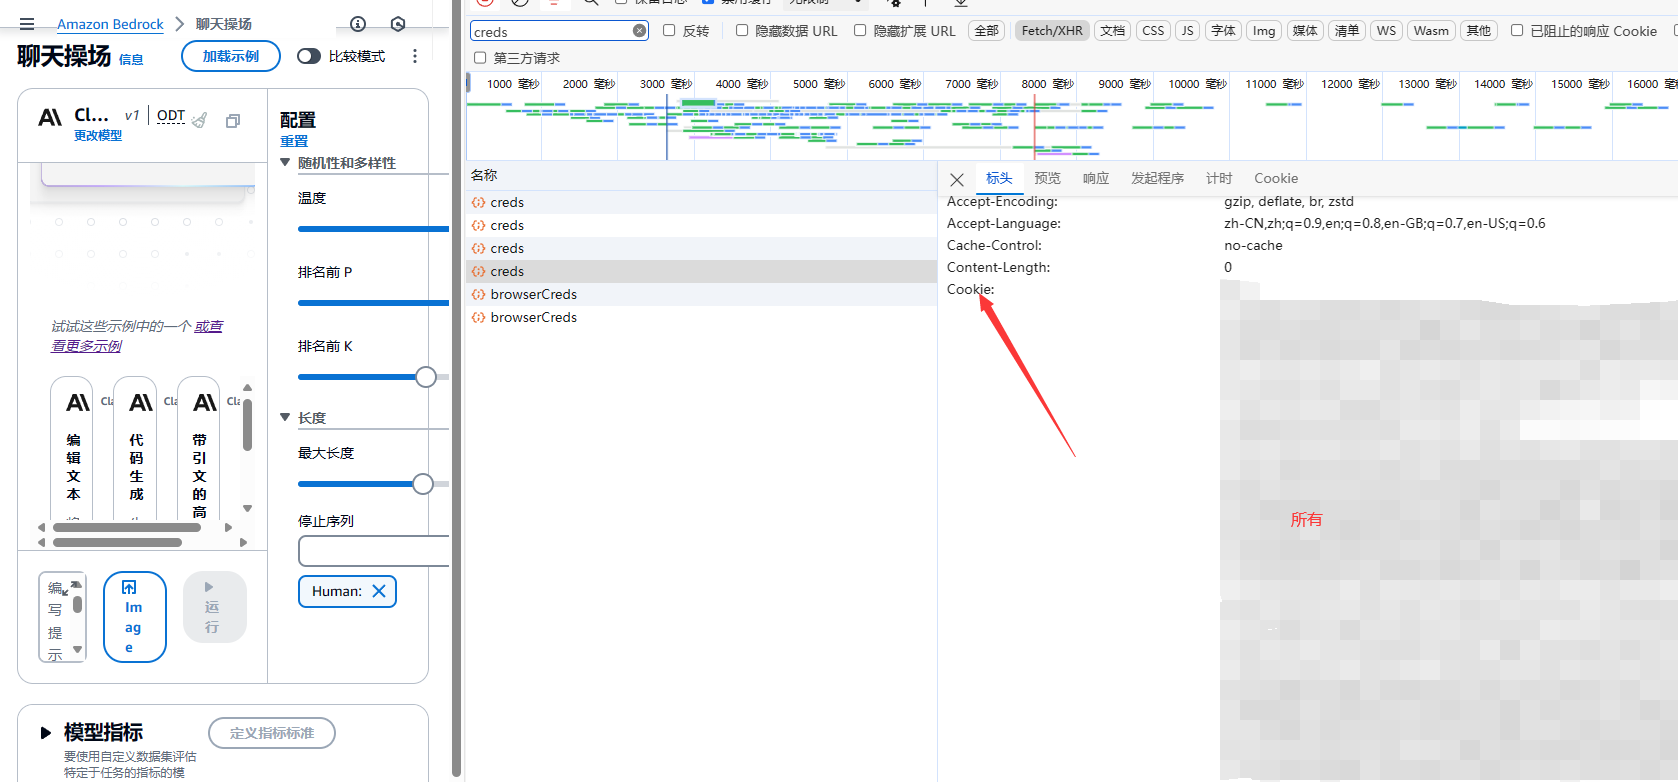 Amazon Bedrock
聊天操场
聊天操场 信息
加载示例
比较模式
Cl... v1 ODT
更改模型
试试这些示例中的一个 或查
看更多示例
Cla
Cla
Cla
编辑文本
代码生成
带引文的高
编写提示
Image
运行
配置
重置
随机性和多样性
温度
排名前 P
排名前 K
长度
最大长度
停止序列
Human:
模型指标
定义指标标准
要使用自定义数据集评估
特定于任务的指标的模
保留日志
禁用缓存
无限制
creds
反转
隐藏数据 URL
隐藏扩展 URL
全部
Fetch/XHR
文档
CSS
JS
字体
Img
媒体
清单
WS
Wasm
其他
已阻止的响应 Cookie
第三方请求
1000 毫秒
2000 毫秒
3000 毫秒
4000 毫秒
5000 毫秒
6000 毫秒
7000 毫秒
8000 毫秒
9000 毫秒
10000 毫秒
11000 毫秒
12000 毫秒
13000 毫秒
14000 毫秒
15000 毫秒
16000 毫秒
名称
creds
creds
creds
creds
browserCreds
browserCreds
标头
预览
响应
发起程序
计时
Cookie
Accept-Encoding: gzip, deflate, br, zstd
Accept-Language: zh-CN,zh;q=0.9,en;q=0.8,en-GB;q=0.7,en-US;q=0.6
Cache-Control: no-cache
Content-Length: 0
Cookie:
所有